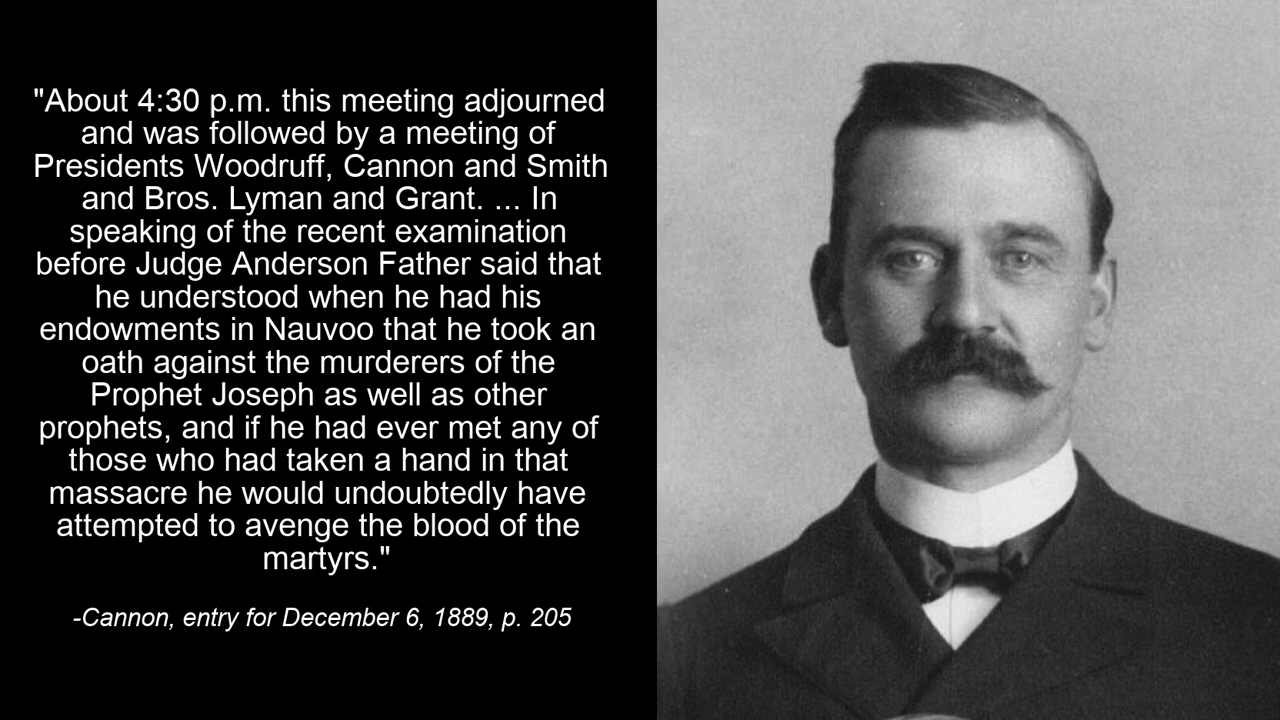 "About 4:30 p.m. this meeting adjourned
and was followed by a meeting of
Presidents Woodruff, Cannon and Smith
and Bros. Lyman and Grant. ... In
speaking of the recent examination
before Judge Anderson Father said that
he understood when he had his
endowments in Nauvoo that he took an
oath against the murderers of the
Prophet Joseph as well as other
prophets, and if he had ever met any of
those who had taken a hand in that
massacre he would undoubtedly have
attempted to avenge the blood of the
martyrs."
-Cannon, entry for December 6, 1889, p. 205